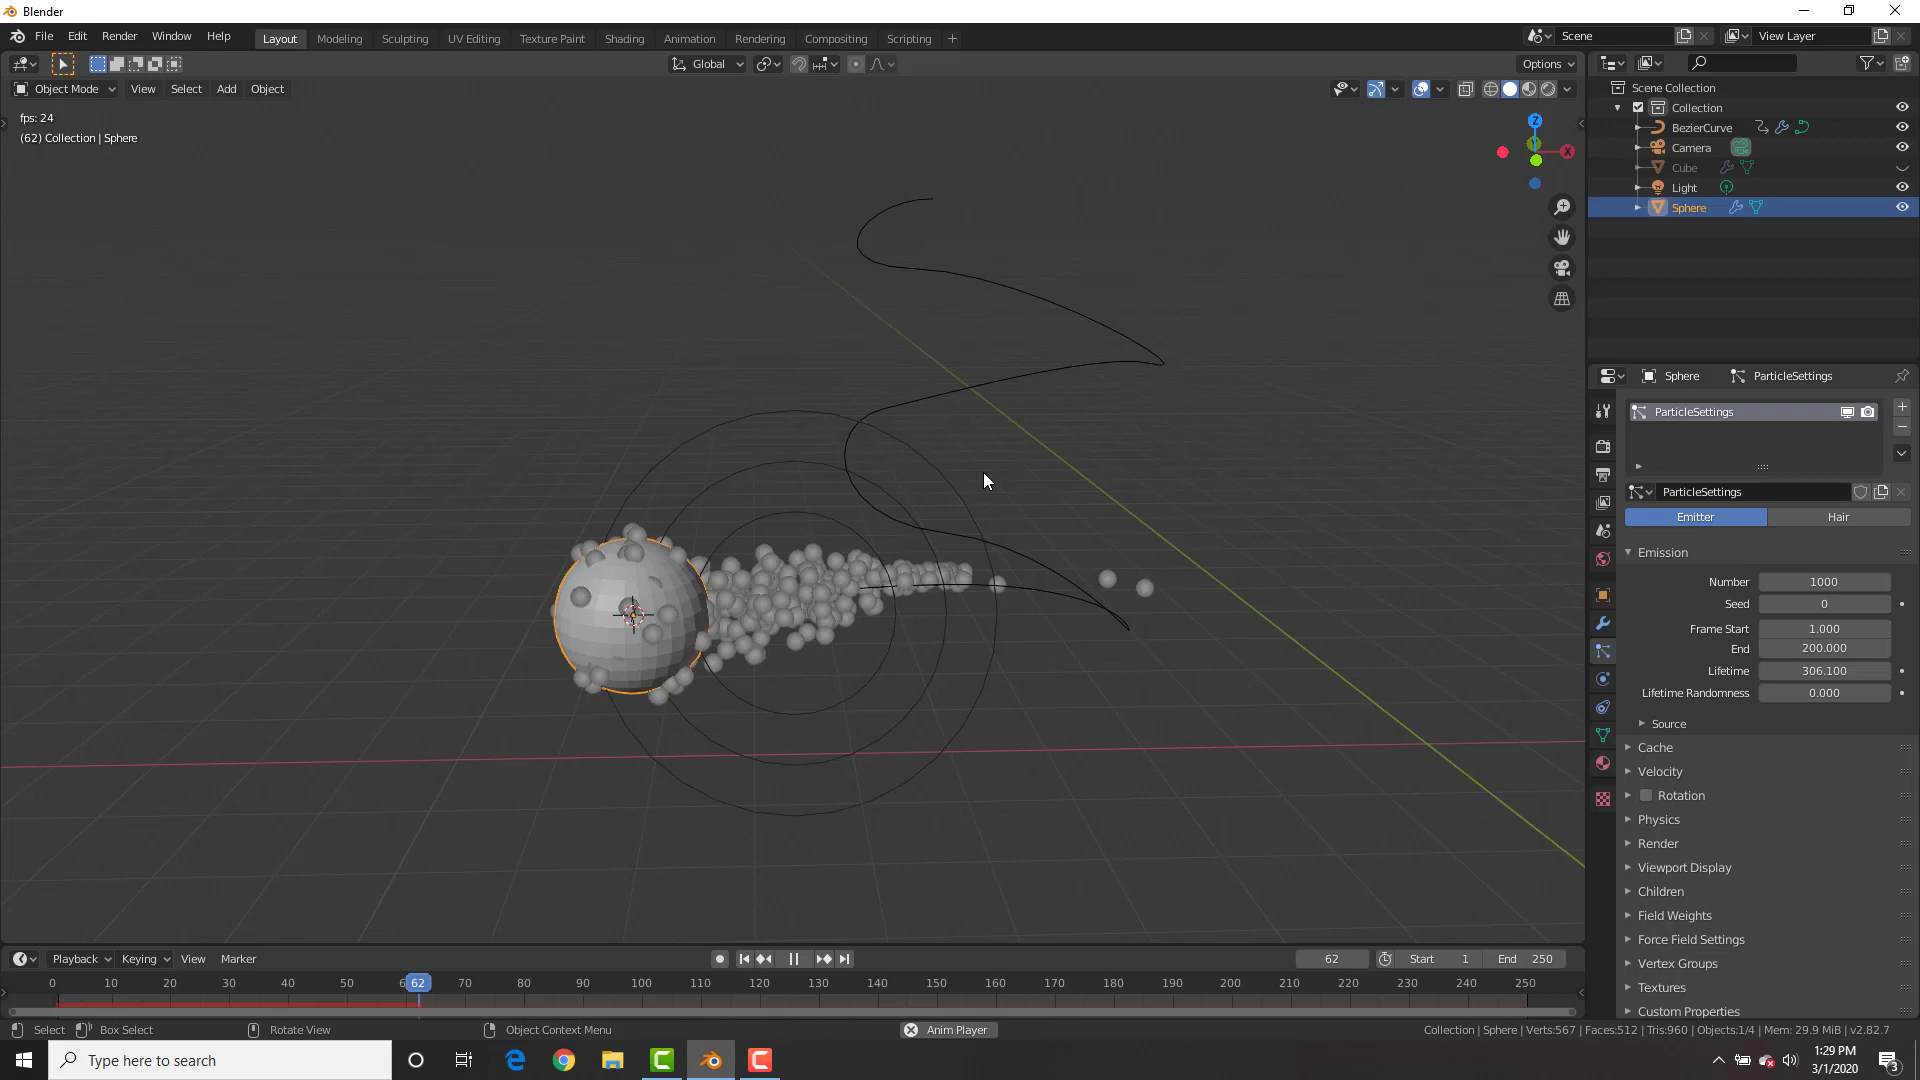 Blender
File Edit Render Window Help
Layout Modeling Sculpting UV Editing Texture Paint Shading Animation Rendering Compositing Scripting +
Scene
View Layer
Global
Options
Object Mode View Select Add Object
fps: 24
(62) Collection | Sphere
Z
X
Scene Collection
Collection
BezierCurve
Camera
Cube
Light
Sphere
Sphere ParticleSettings
ParticleSettings
ParticleSettings
Emitter Hair
Emission
Number 1000
Seed 0
Frame Start 1.000
End 200.000
Lifetime 306.100
Lifetime Randomness 0.000
Source
Cache
Velocity
Rotation
Physics
Render
Viewport Display
Children
Field Weights
Force Field Settings
Vertex Groups
Textures
Custom Properties
Playback Keying View Marker
62 Start 1 End 250
0 10 20 30 40 50 6 62 70 80 90 100 110 120 130 140 150 160 170 180 190 200 210 220 230 240 250
Select Box Select Rotate View Object Context Menu Anim Player
Collection | Sphere | Verts:567 | Faces:512 | Tris:960 | Objects:1/4 | Mem: 29.9 MiB | v2.82.7
Type here to search
1:29 PM
3/1/2020
3